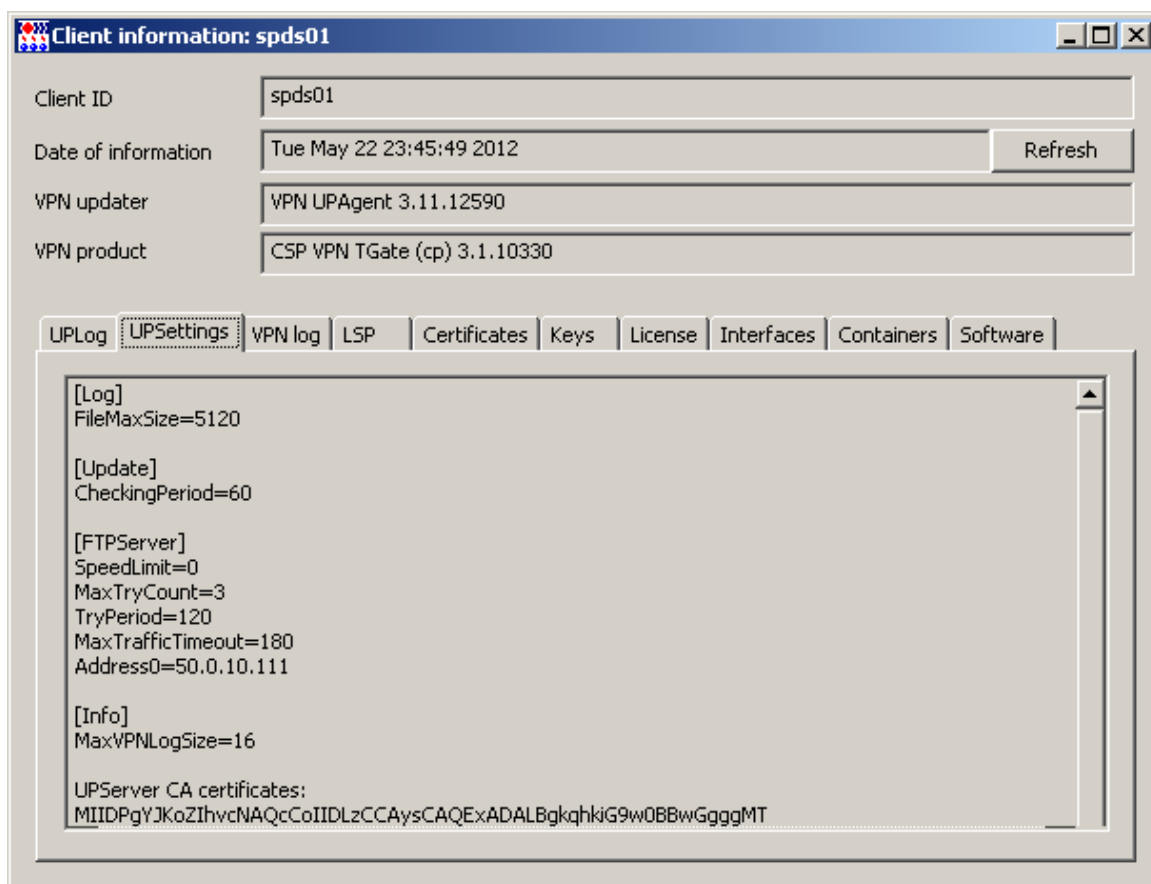 Client information: spds01
Client ID
spds01
Date of information
Tue May 22 23:45:49 2012
Refresh
VPN updater
VPN UPAgent 3.11.12590
VPN product
CSP VPN TGate (cp) 3.1.10330
UPLog UPSettings VPN log LSP Certificates Keys License Interfaces Containers Software
[Log]
FileMaxSize=5120
[Update]
CheckingPeriod=60
[FTPServer]
SpeedLimit=0
MaxTryCount=3
TryPeriod=120
MaxTrafficTimeout=180
Address0=50.0.10.111
[Info]
MaxVPNLogSize=16
UPServer CA certificates:
MIIDPgYJKoZIhvcNAQcCoIIDLzCCAysCAQExADALBgkqhkiG9w0BBwGgggMT